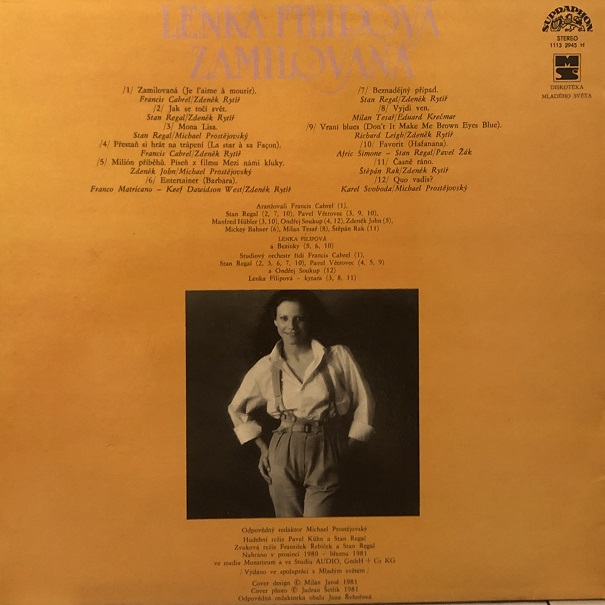 LENKA FILIPOVÁ
ZAMILOVANÁ
SUPRAPHON
STEREO
1113 2945 H
MS
DISKOTÉKA
MLADÉHO SVĚTA
/1/ Zamilovaná (Je l'aime à mourir).
Francis Cabrel/Zdeněk Rytíř
/2/ Jak se točí svět.
Stan Regal/Zdeněk Rytíř
/3/ Mona Lisa.
Stan Regal/Michael Prostějovský
/4/ Přestaň si hrát na trápení (La star à sa Façon).
Francis Cabrel/Zdeněk Rytíř
/5/ Milión příběhů. Píseň z filmu Mezi námi kluky.
Zdeněk John/Michael Prostějovský
/6/ Entertainer (Barbara).
Franco Matricano - Keef Dawidson West/Zdeněk Rytíř
/7/ Beznadějný případ.
Stan Regal/Zdeněk Rytíř
/8/ Vyjdi ven.
Milan Tesař/Eduard Krečmar
/9/ Vraní blues (Don't It Make Me Brown Eyes Blue).
Richard Leigh/Zdeněk Rytíř
/10/ Favorit (Hafanana).
Afric Simone - Stan Regal/Pavel Žák
/11/ Časně ráno.
Štěpán Rak/Zdeněk Rytíř
/12/ Quo vadis?
Karel Svoboda/Michael Prostějovský
Aranžovali Francis Cabrel (1),
Stan Regal (2, 7, 10), Pavel Větrovec (3, 9, 10),
Manfred Hübler (3, 10), Ondřej Soukup (4, 12), Zdeněk John (5),
Mickey Bahner (6), Milan Tesař (8), Štěpán Rak (11)
LENKA FILIPOVÁ
a Bezinky (3, 6, 10)
Studiový orchestr řídí Francis Cabrel (1),
Stan Regal (2, 3, 6, 7, 10), Pavel Větrovec (4, 5, 9)
a Ondřej Soukup (12)
Lenka Filipová - kytara (3, 8, 11)
Odpovědný redaktor Michael Prostějovský
Hudební režie Pavel Kühn a Stan Regal
Zvuková režie František Řebíček a Stan Regal
Nahráno v prosinci 1980 - březnu 1981
ve studiu Mozarteum a ve Studiu AUDIO, GmbH + Co KG
/Vydáno ve spolupráci s Mladým světem/
Cover design © Milan Jaroš 1981
Cover photo © Jadran Šetlík 1981
Odpovědná redaktorka obalu Jana Řehořová